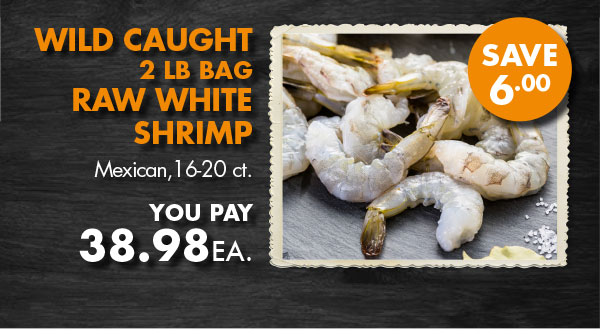 WILD CAUGHT
2 LB BAG
RAW WHITE
SHRIMP
Mexican,16-20 ct.
YOU PAY
38.98EA.
SAVE
6.00